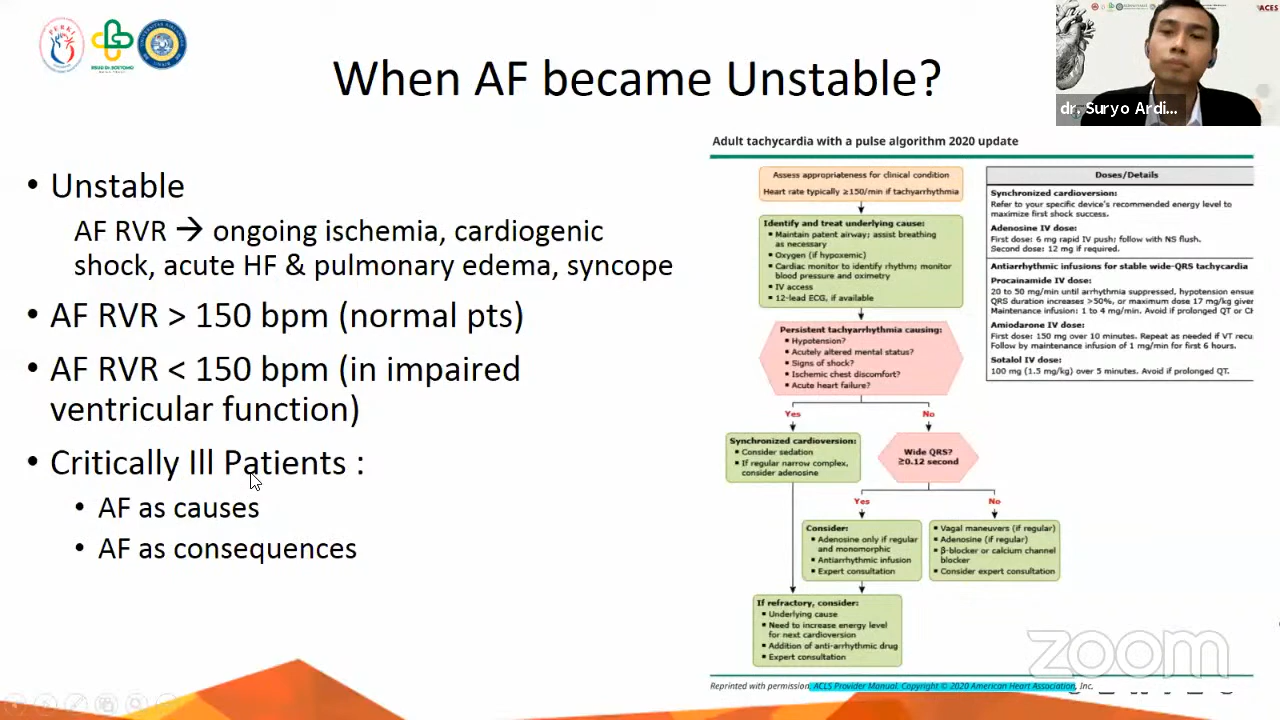 When AF became Unstable?
dr. Suryo Ardi...
• Unstable
AF RVR → ongoing ischemia, cardiogenic
shock, acute HF & pulmonary edema, syncope
• AF RVR > 150 bpm (normal pts)
• AF RVR < 150 bpm (in impaired
ventricular function)
• Critically Ill Patients :
• AF as causes
• AF as consequences
Adult tachycardia with a pulse algorithm 2020 update
Assess appropriateness for clinical condition
Heart rate typically ≥150/min if tachyarrhythmia
Identify and treat underlying cause:
▪ Maintain patent airway; assist breathing
as necessary
▪ Oxygen (if hypoxemic)
▪ Cardiac monitor to identify rhythm; monitor
blood pressure and oximetry
▪ IV access
▪ 12-lead ECG, if available
Persistent tachyarrhythmia causing:
▪ Hypotension?
▪ Acutely altered mental status?
▪ Signs of shock?
▪ Ischemic chest discomfort?
▪ Acute heart failure?
Yes
No
Synchronized cardioversion:
▪ Consider sedation
▪ If regular narrow complex,
consider adenosine
Wide QRS?
≥0.12 second
Yes
No
Consider:
▪ Adenosine only if regular
and monomorphic
▪ Antiarrhythmic infusion
▪ Expert consultation
▪ Vagal maneuvers (if regular)
▪ Adenosine (if regular)
▪ β-blocker or calcium channel
blocker
▪ Consider expert consultation
If refractory, consider:
▪ Underlying cause
▪ Need to increase energy level
for next cardioversion
▪ Addition of anti-arrhythmic drug
▪ Expert consultation
Doses/Details
Synchronized cardioversion:
Refer to your specific device's recommended energy level to
maximize first shock success.
Adenosine IV dose:
First dose: 6 mg rapid IV push; follow with NS flush.
Second dose: 12 mg if required.
Antiarrhythmic infusions for stable wide-QRS tachycardia
Procainamide IV dose:
20 to 50 mg/min until arrhythmia suppressed, hypotension ensue
QRS duration increases >50%, or maximum dose 17 mg/kg giver
Maintenance infusion: 1 to 4 mg/min. Avoid if prolonged QT or CH
Amiodarone IV dose:
First dose: 150 mg over 10 minutes. Repeat as needed if VT recu
Follow by maintenance infusion of 1 mg/min for first 6 hours.
Sotalol IV dose:
100 mg (1.5 mg/kg) over 5 minutes. Avoid if prolonged QT.
Reprinted with permission. ACLS Provider Manual. Copyright © 2020 American Heart Association, Inc.
zoom
PERKI
RSUD Dr. SOETOMO
ACES